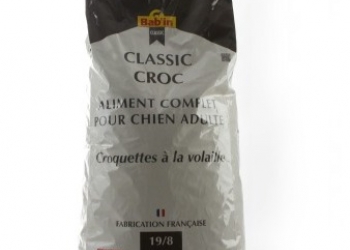 Bab'in
CLASSIC
CROC
ALIMENT COMPLET
POUR CHIEN ADULTE
Croquettes à la volaille
FABRICATION FRANÇAISE
19/8